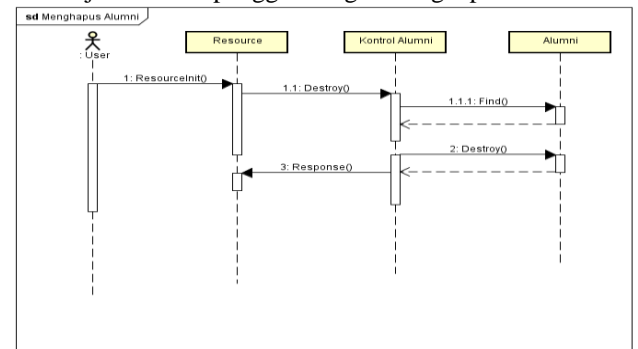 sd Menghapus Alumni
Resource Kontrol Alumni Alumni
: User
1: ResourceInit()
1.1: Destroy()
1.1.1: Find()
2: Destroy()
3: Response()